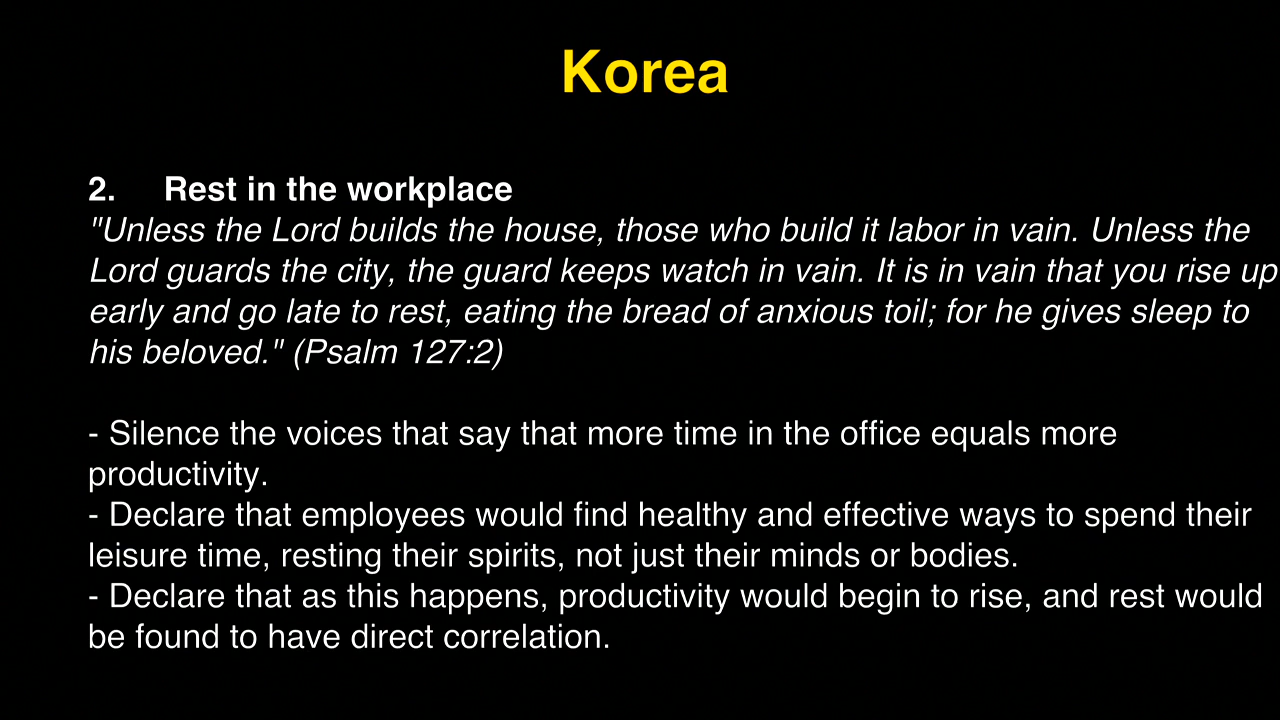 Korea
2. Rest in the workplace
"Unless the Lord builds the house, those who build it labor in vain. Unless the
Lord guards the city, the guard keeps watch in vain. It is in vain that you rise up
early and go late to rest, eating the bread of anxious toil; for he gives sleep to
his beloved." (Psalm 127:2)
- Silence the voices that say that more time in the office equals more
productivity.
- Declare that employees would find healthy and effective ways to spend their
leisure time, resting their spirits, not just their minds or bodies.
- Declare that as this happens, productivity would begin to rise, and rest would
be found to have direct correlation.